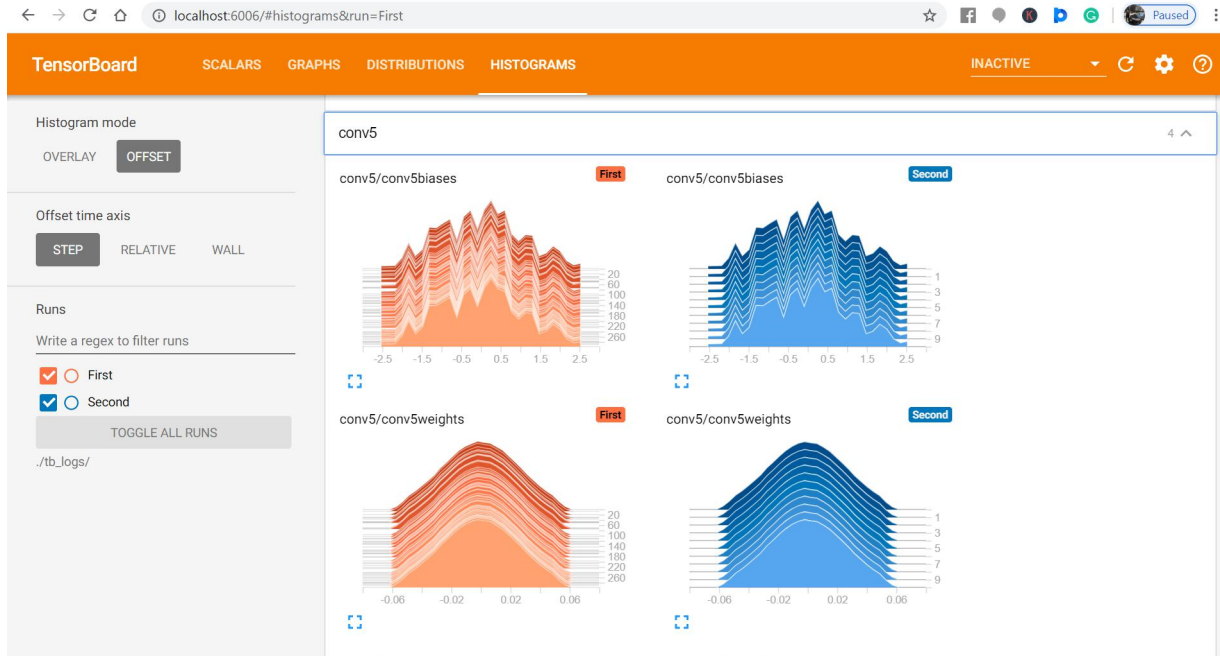 localhost:6006/#histograms&run=First
Paused
TensorBoard SCALARS GRAPHS DISTRIBUTIONS HISTOGRAMS INACTIVE
Histogram mode
OVERLAY OFFSET
Offset time axis
STEP RELATIVE WALL
Runs
Write a regex to filter runs
First
Second
TOGGLE ALL RUNS
./tb_logs/
conv5 4
conv5/conv5biases First
20
60
100
140
180
220
260
-2.5 -1.5 -0.5 0.5 1.5 2.5
conv5/conv5biases Second
1
3
5
7
9
-2.5 -1.5 -0.5 0.5 1.5 2.5
conv5/conv5weights First
20
60
100
140
180
220
260
-0.06 -0.02 0.02 0.06
conv5/conv5weights Second
1
3
5
7
9
-0.06 -0.02 0.02 0.06